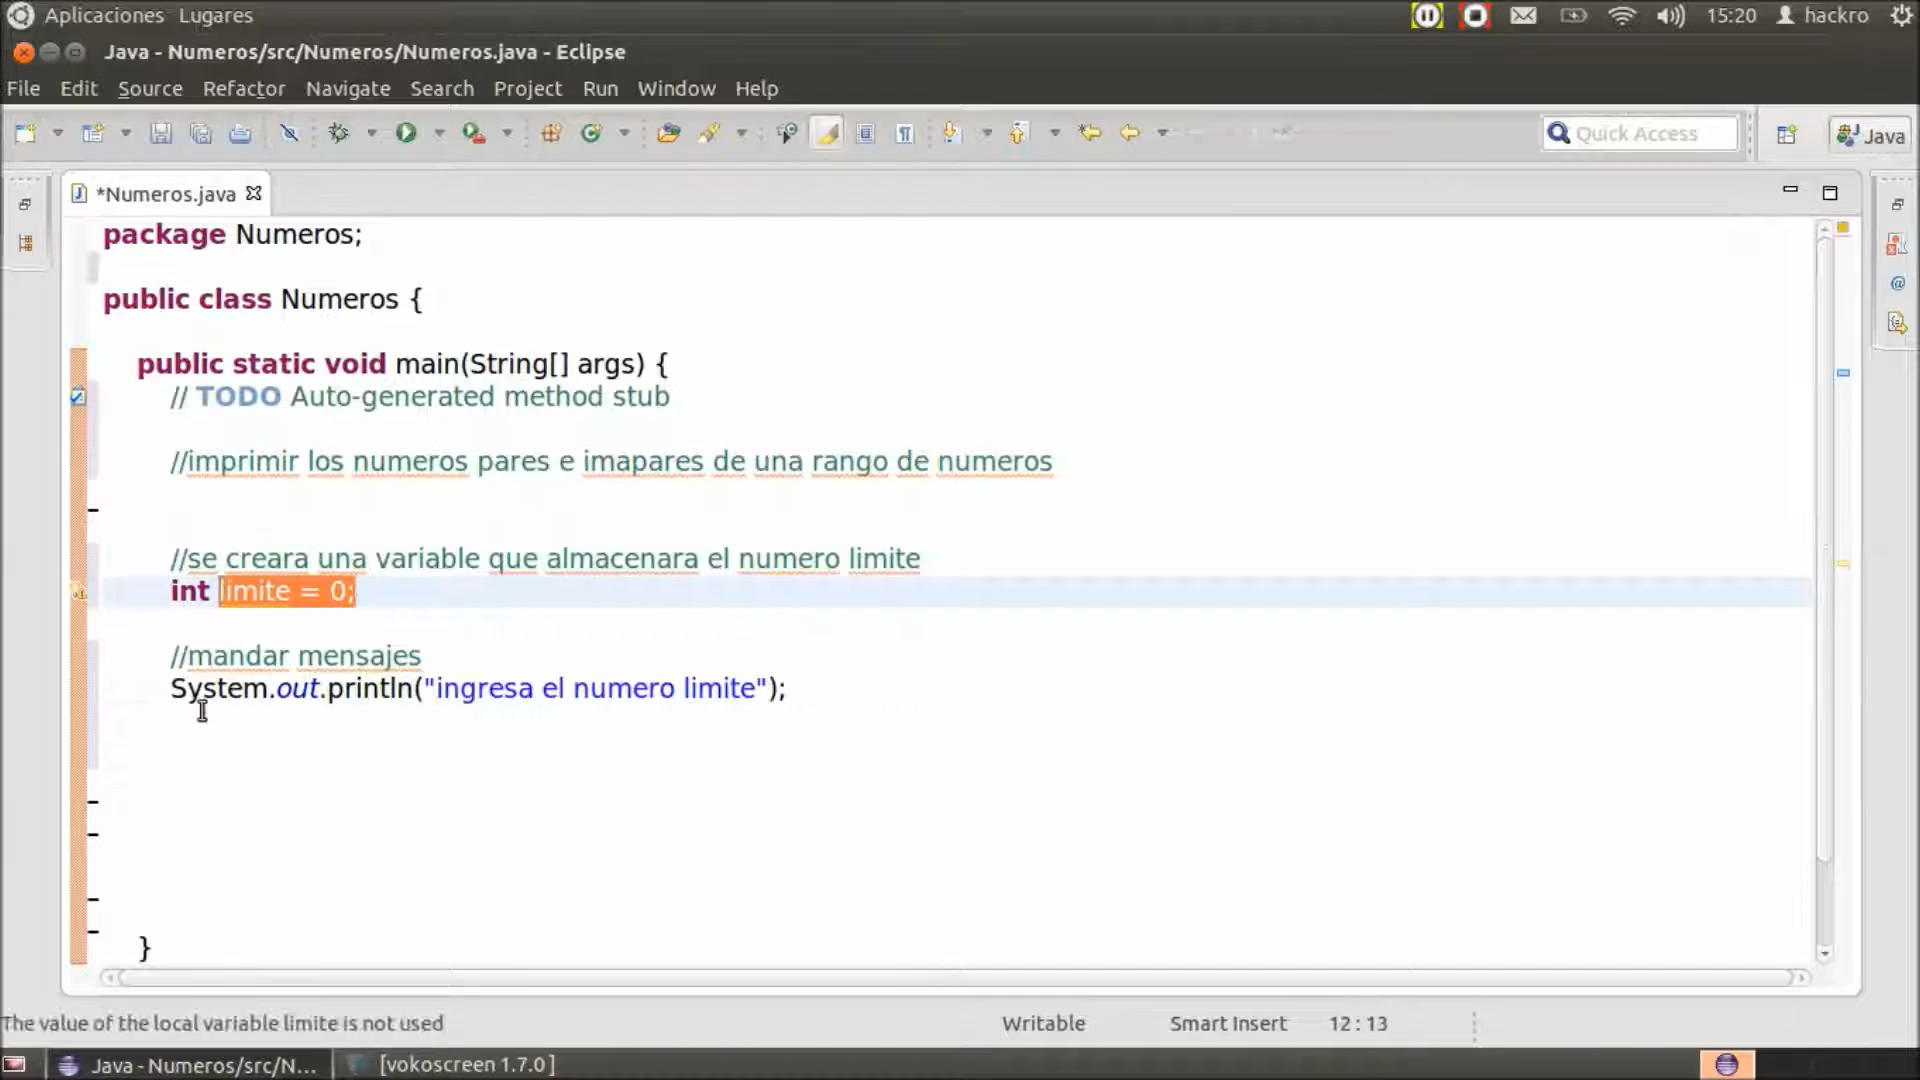 Aplicaciones Lugares 15:20 hackro
Java - Numeros/src/Numeros/Numeros.java - Eclipse
File Edit Source Refactor Navigate Search Project Run Window Help
Quick Access Java
*Numeros.java
package Numeros;
public class Numeros {
public static void main(String[] args) {
// TODO Auto-generated method stub
//imprimir los numeros pares e imapares de una rango de numeros
//se creara una variable que almacenara el numero limite
int limite = 0;
//mandar mensajes
System.out.println("ingresa el numero limite");
}
The value of the local variable limite is not used Writable Smart Insert 12 : 13
Java - Numeros/src/N... [vokoscreen 1.7.0]